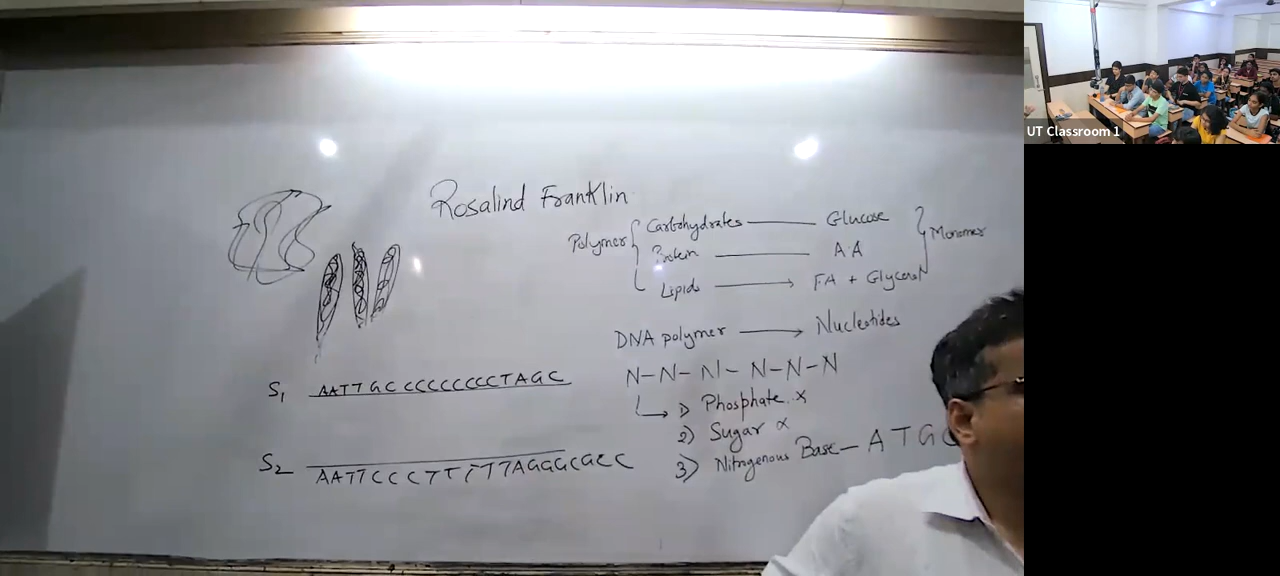 Rosalind Franklin
Polymer { Carbohydrates — Glucose } Monomer
Protein — A.A
Lipids → FA + Glycerol
DNA polymer → Nucleotides
N-N-N-N-N-N
1) Phosphate x
2) Sugar x
3) Nitrogenous Base — A T G C
S1 AATTGCCCCCCCCCTAGC
S2 AATTCCCTTTTTAGGGCGCC
UT Classroom 1